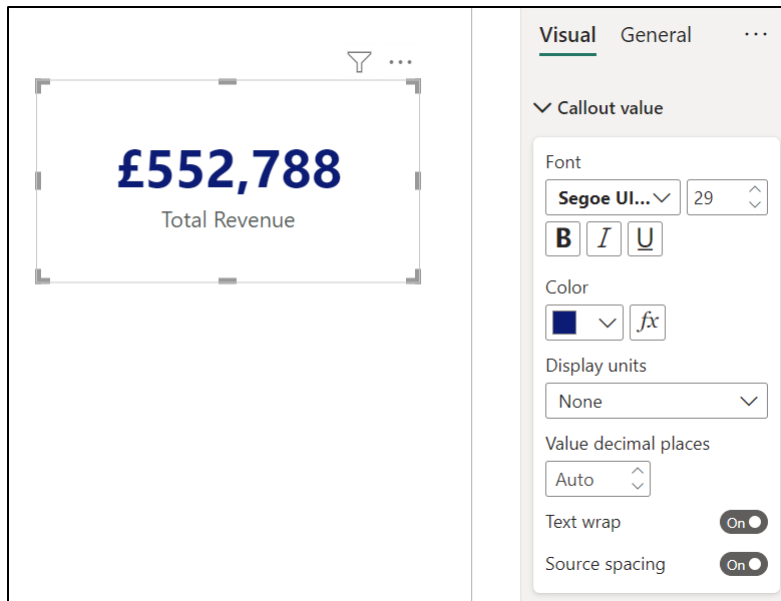 £552,788
Total Revenue
Visual General ...
Callout value
Font
Segoe UI... 29
B I U
Color
fx
Display units
None
Value decimal places
Auto
Text wrap On
Source spacing On